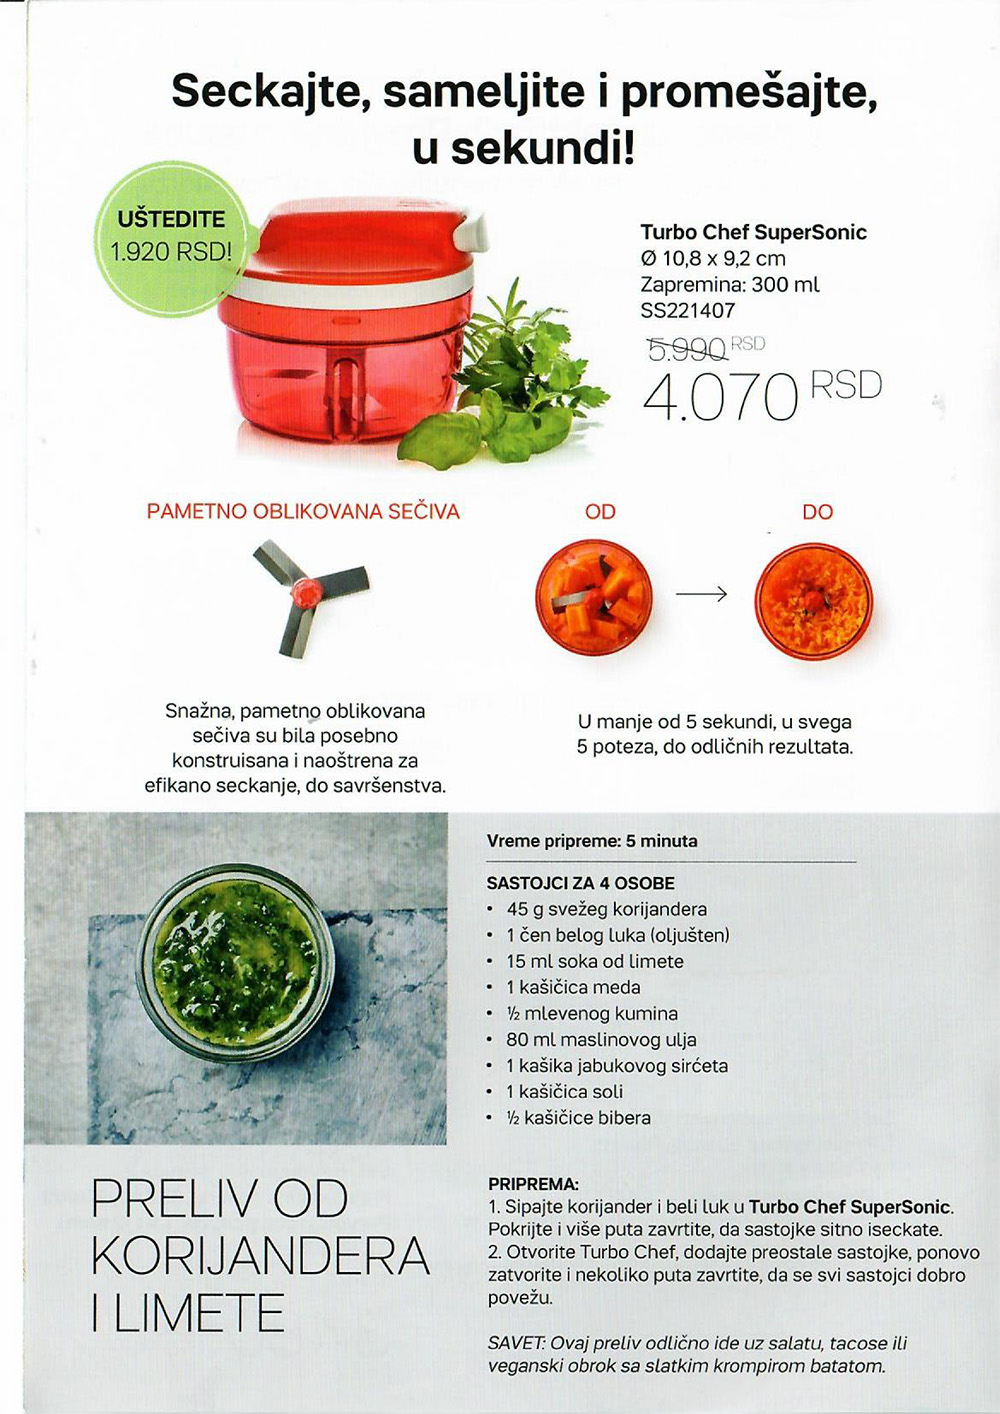 Seckajte, sameljite i promešajte,
u sekundi!
UŠTEDITE
1.920 RSD!
Turbo Chef SuperSonic
Ø 10,8 x 9,2 cm
Zapremina: 300 ml
SS221407
5.990 RSD
4.070 RSD
PAMETNO OBLIKOVANA SEČIVA
OD
DO
Snažna, pametno oblikovana
sečiva su bila posebno
konstruisana i naoštrena za
efikano seckanje, do savršenstva.
U manje od 5 sekundi, u svega
5 poteza, do odličnih rezultata.
Vreme pripreme: 5 minuta
SASTOJCI ZA 4 OSOBE
• 45 g svežeg korijandera
• 1 čen belog luka (oljušten)
• 15 ml soka od limete
• 1 kašičica meda
• ½ mlevenog kumina
• 80 ml maslinovog ulja
• 1 kašika jabukovog sirćeta
• 1 kašičica soli
• ½ kašičice bibera
PRELIV OD
KORIJANDERA
I LIMETE
PRIPREMA:
1. Sipajte korijander i beli luk u Turbo Chef SuperSonic.
Pokrijte i više puta zavrtite, da sastojke sitno iseckate.
2. Otvorite Turbo Chef, dodajte preostale sastojke, ponovo
zatvorite i nekoliko puta zavrtite, da se svi sastojci dobro
povežu.
SAVET: Ovaj preliv odlično ide uz salatu, tacose ili
veganski obrok sa slatkim krompirom batatom.